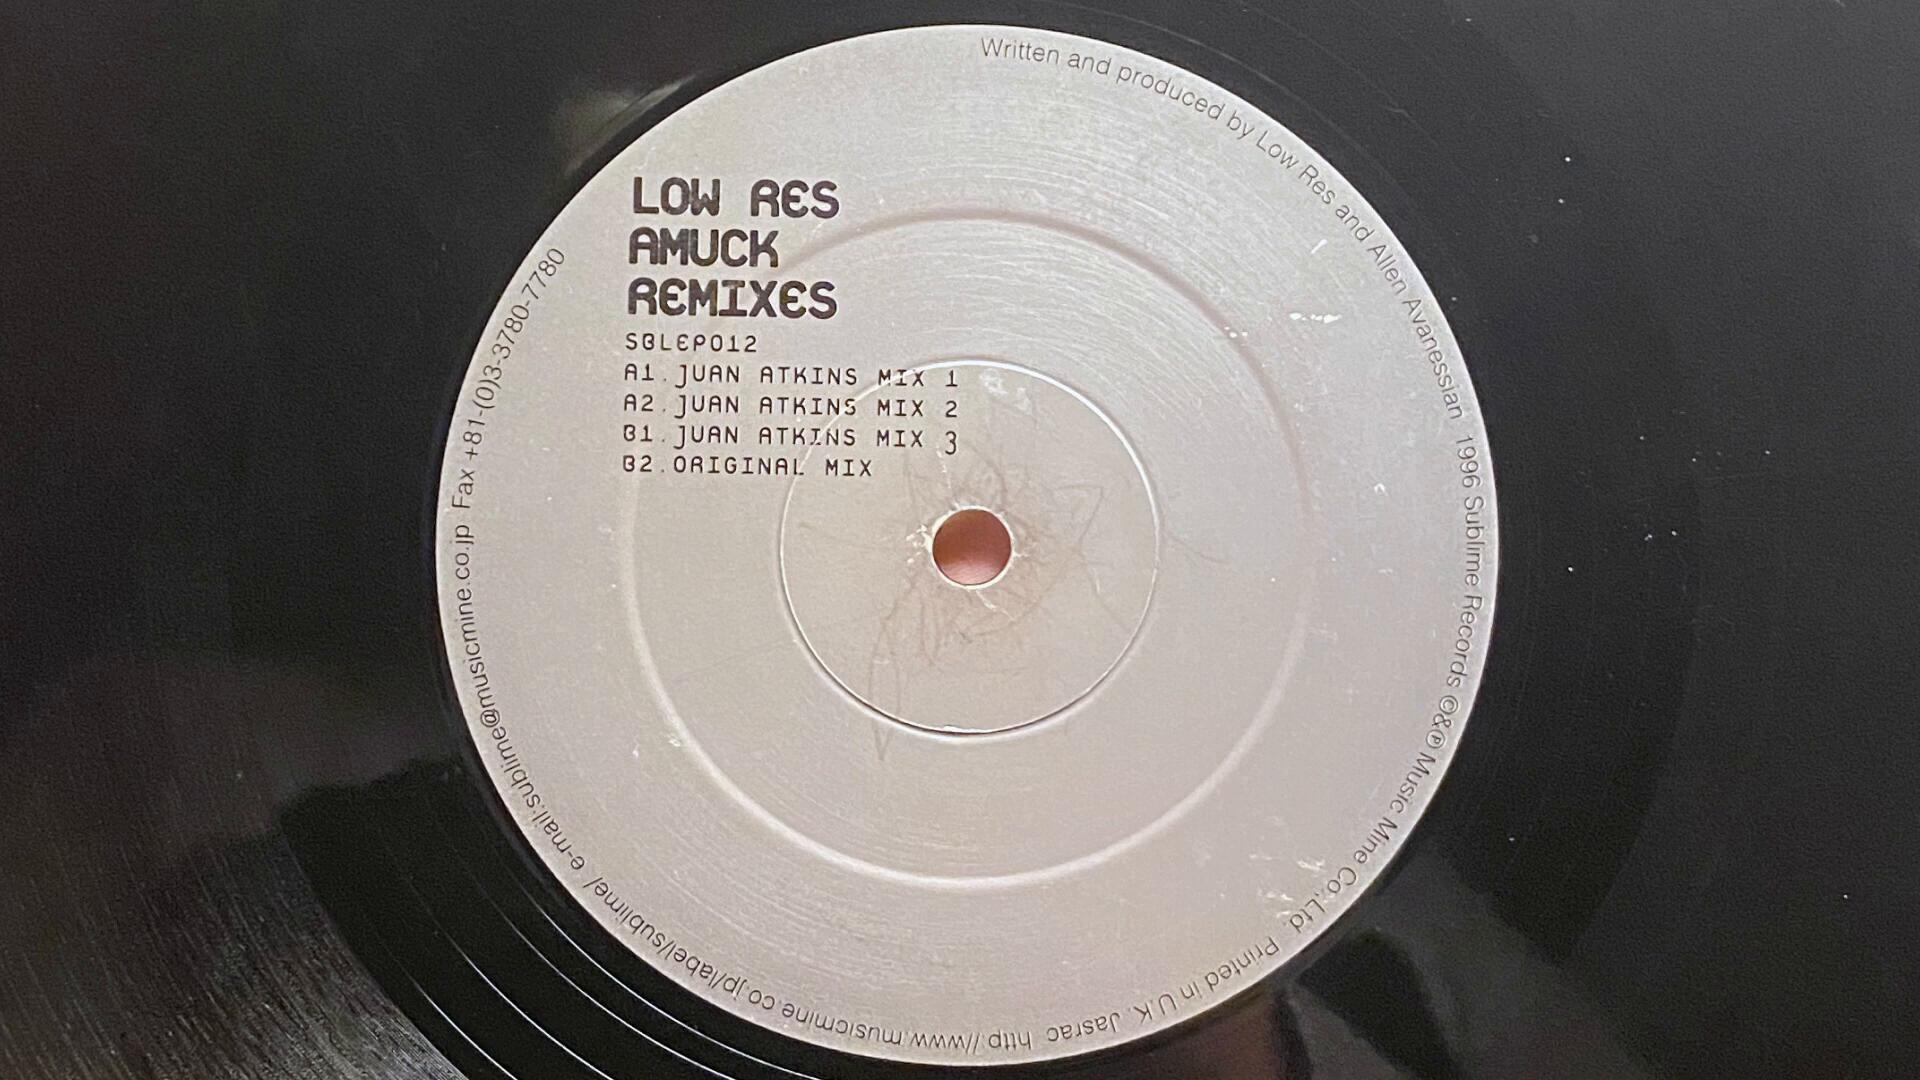 LOW RES
AMUCK
REMIXES
SBLEP012
A1.JUAN ATKINS MIX 1
A2.JUAN ATKINS MIX 2
B1.JUAN ATKINS MIX 3
B2.ORIGINAL MIX
Written and produced by Low Res and Allen Avanessian 1996 Sublime Records ©&℗ Music Mine Co.,Ltd. Printed in U.K. Jasrac http://www.musicmine.co.jp/label/sublime/ e-mail:sublime@musicmine.co.jp Fax +81-(0)3-3780-7780